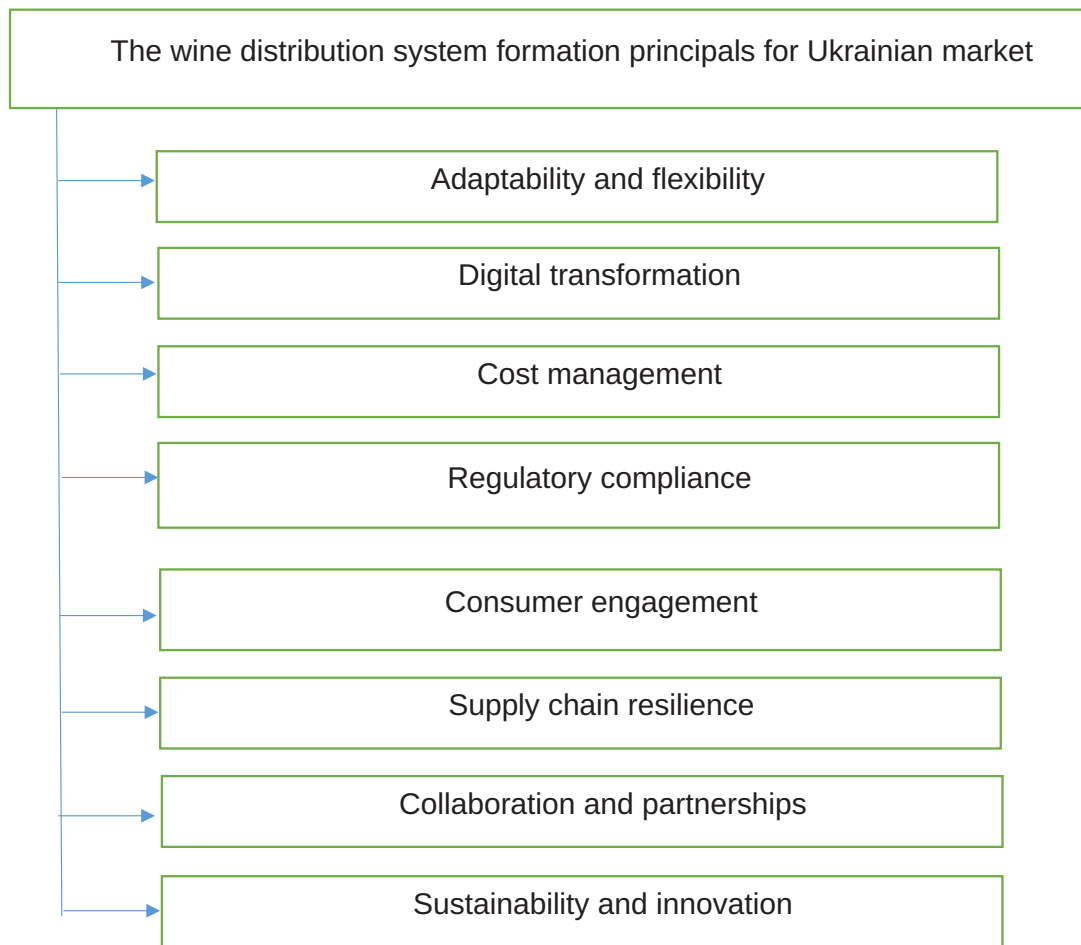 The wine distribution system formation principals for Ukrainian market
Adaptability and flexibility
Digital transformation
Cost management
Regulatory compliance
Consumer engagement
Supply chain resilience
Collaboration and partnerships
Sustainability and innovation